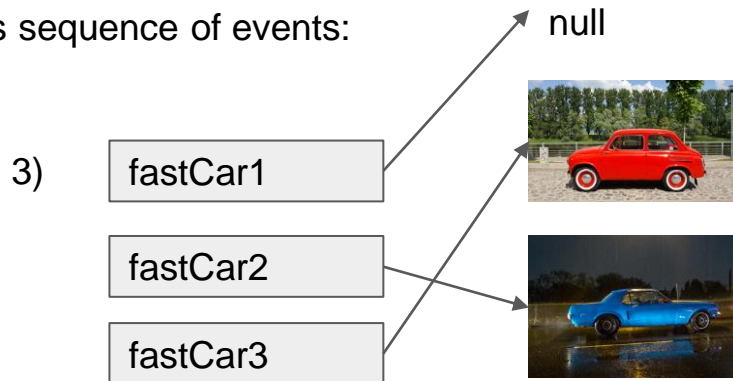 s sequence of events:
null
3)
fastCar1
fastCar2
fastCar3